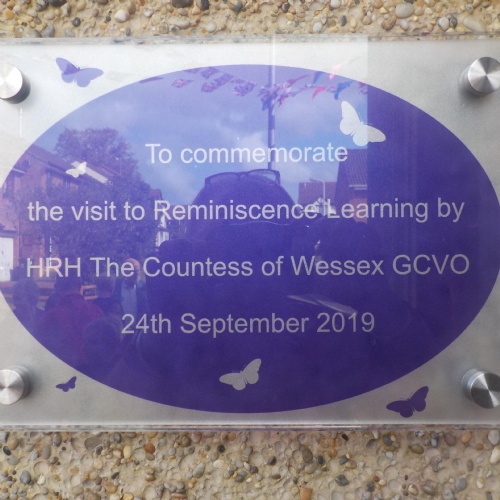 To commemorate
the visit to Reminiscence Learning by
HRH The Countess of Wessex GCVO
24th September 2019